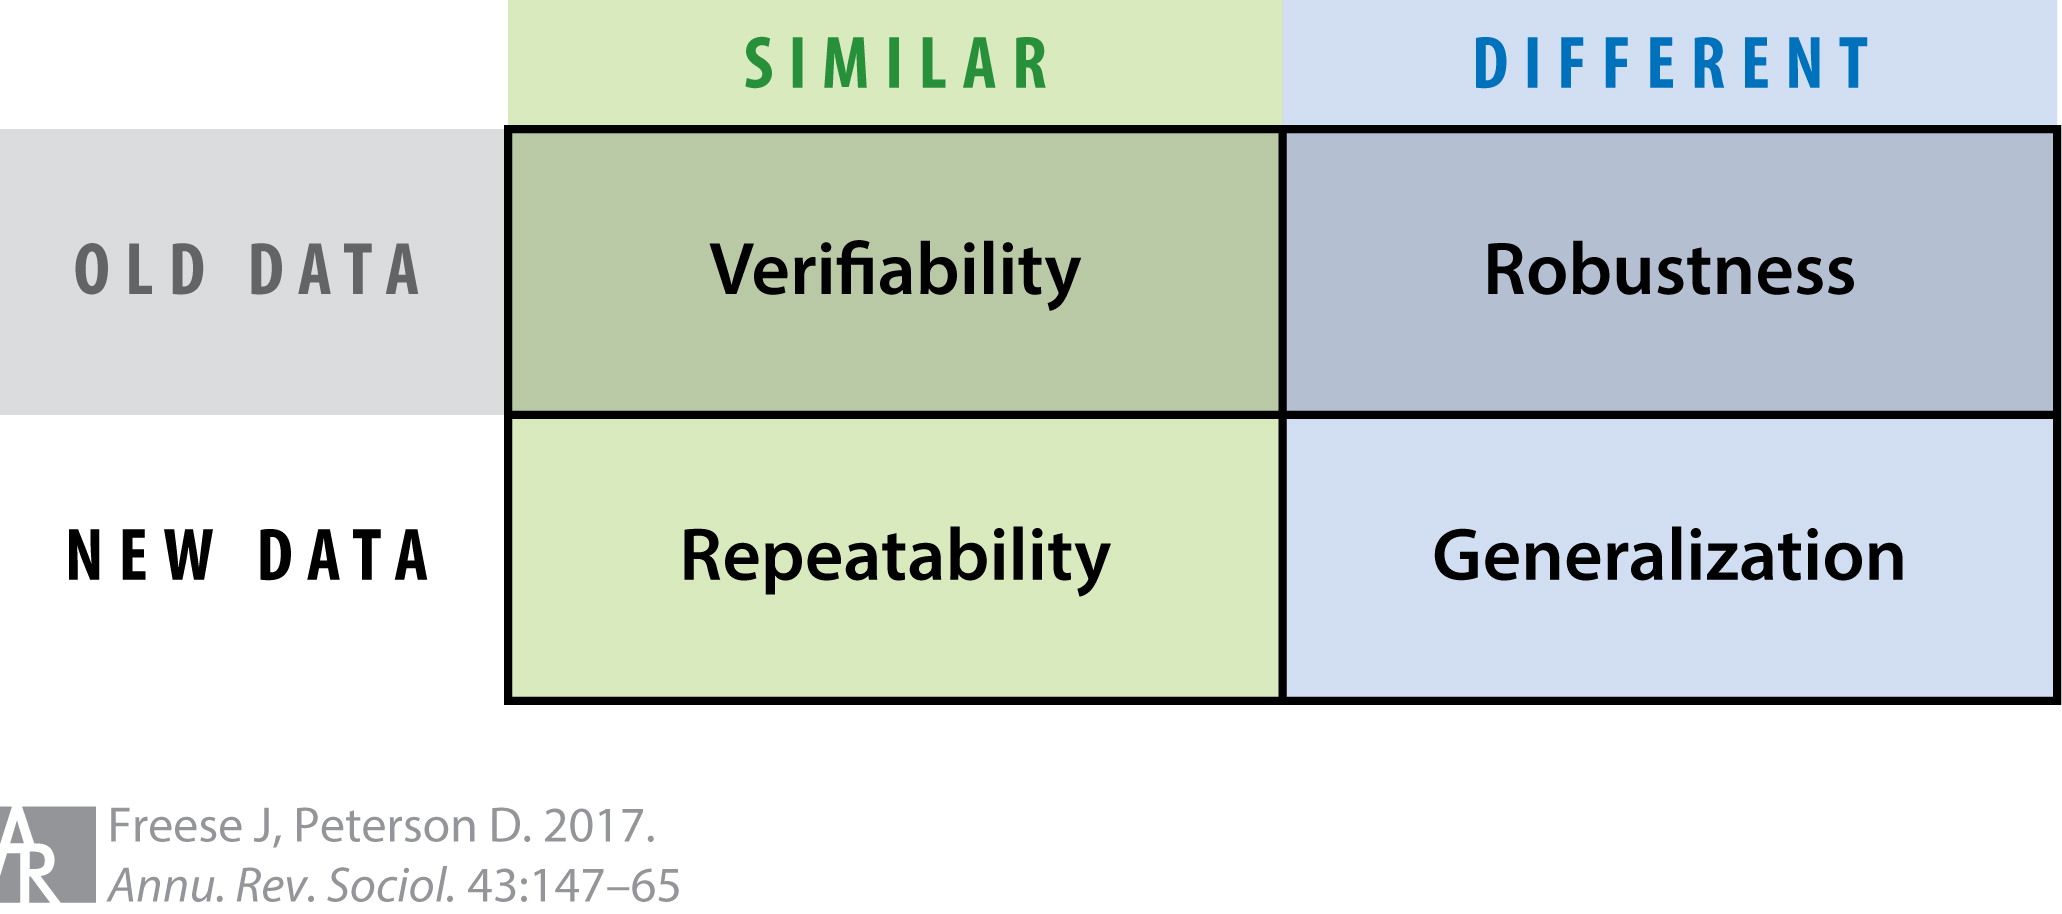 SIMILAR DIFFERENT
OLD DATA Verifiability Robustness
NEW DATA Repeatability Generalization
AR Freese J, Peterson D. 2017.
Annu. Rev. Sociol. 43:147–65